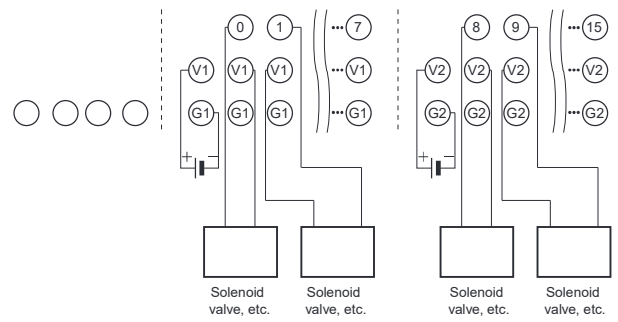 0 1 ••• 7 8 9 ••• 15
V1 V1 V1 ••• V1 V2 V2 V2 ••• V2
G1 G1 G1 ••• G1 G2 G2 G2 ••• G2
+ − + −
Solenoid valve, etc.
Solenoid valve, etc.
Solenoid valve, etc.
Solenoid valve, etc.